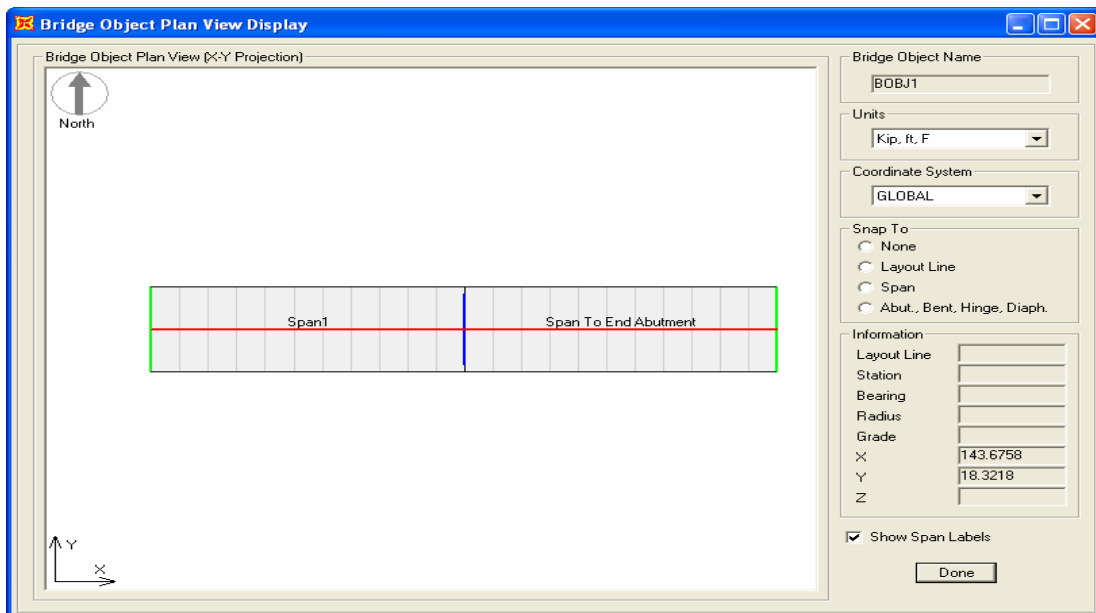 Bridge Object Plan View Display
Bridge Object Plan View (X-Y Projection)
North
Span1
Span To End Abutment
Y
X
Bridge Object Name
BOBJ1
Units
Kip, ft, F
Coordinate System
GLOBAL
Snap To
None
Layout Line
Span
Abut., Bent, Hinge, Diaph.
Information
Layout Line
Station
Bearing
Radius
Grade
X 143.6758
Y 18.3218
Z
Show Span Labels
Done